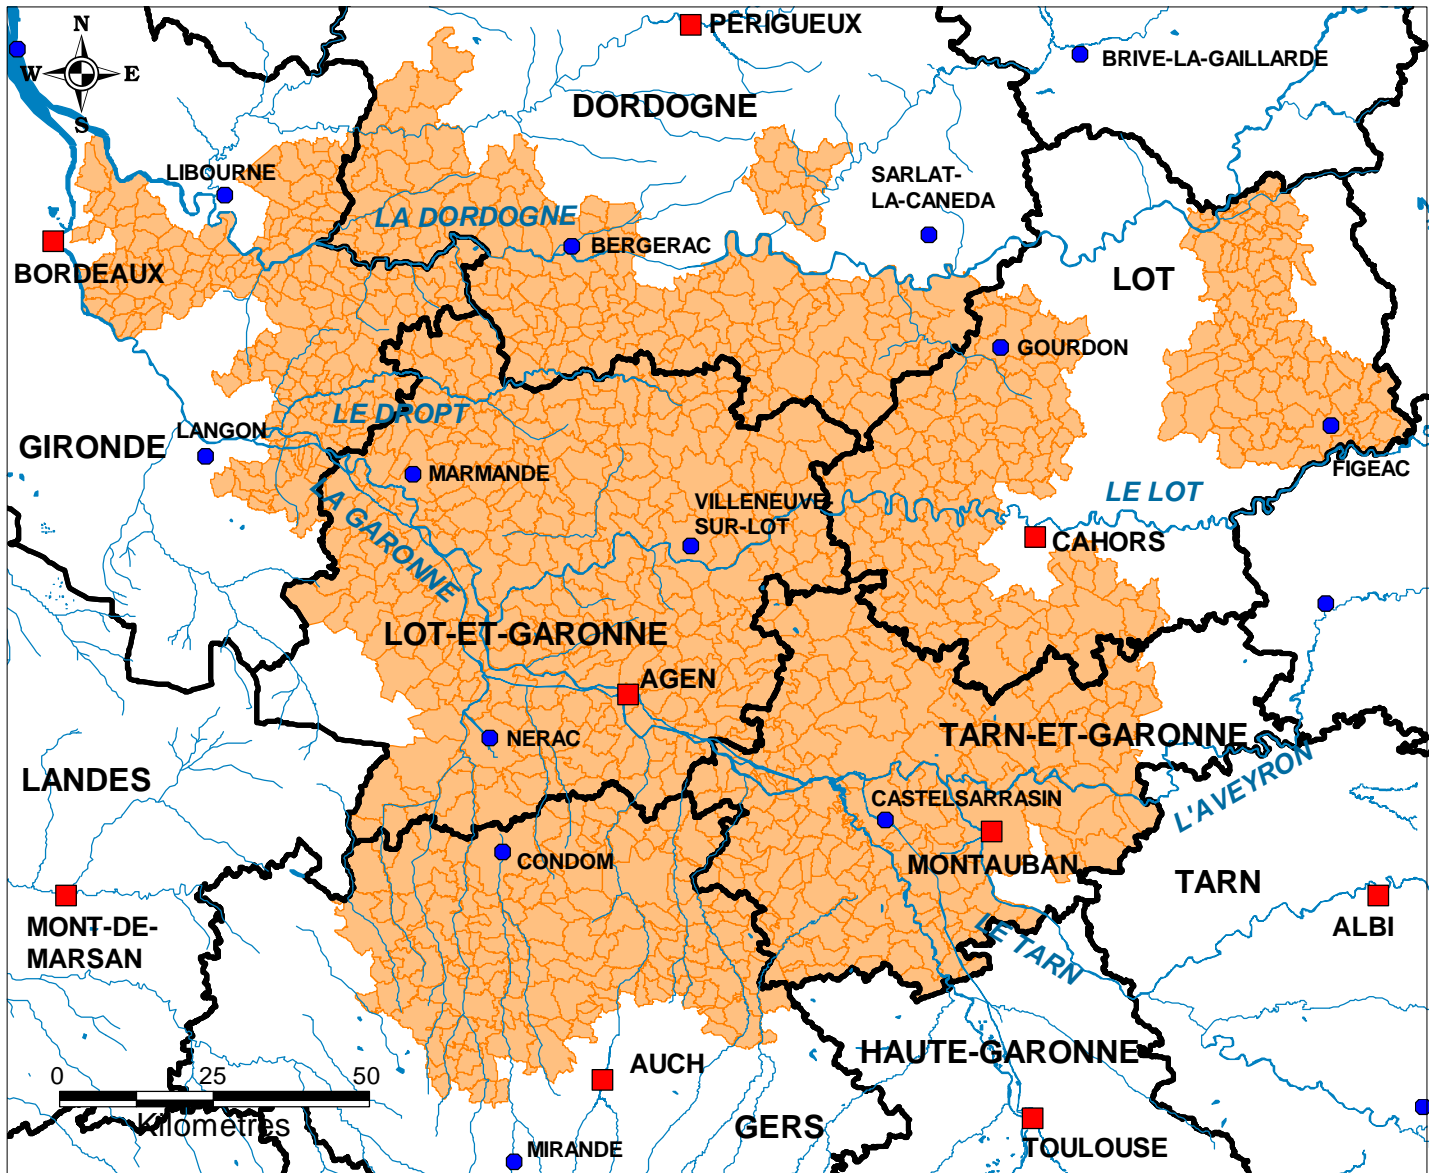 N
W
E
S
PERIGUEUX
BRIVE-LA-GAILLARDE
DORDOGNE
LIBOURNE
SARLAT-
LA-CANEDA
LA DORDOGNE
BERGERAC
BORDEAUX
LOT
GOURDON
LE DROPT
LANGON
GIRONDE
MARMANDE
FIGEAC
LA GARONNE
VILLENEUVE
SUR-LOT
LE LOT
CAHORS
LOT-ET-GARONNE
AGEN
NERAC
TARN-ET-GARONNE
L'AVEYRON
LANDES
CASTELSARRASIN
CONDOM
MONTAUBAN
TARN
MONT-DE-
MARSAN
ALBI
LE TARN
HAUTE-GARONNE
AUCH
0 25 50
Kilomètres
GERS
MIRANDE
TOULOUSE